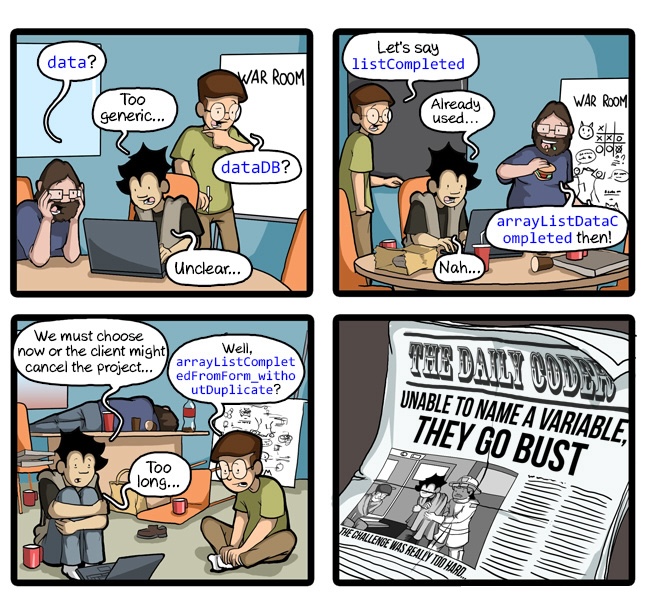 data?
Too
generic...
WAR ROOM
dataDB?
Unclear...
Let's say
listCompleted
Already
used...
WAR ROOM
arrayListDataC
ompleted then!
Nah...
We must choose
now or the client might
cancel the project...
Well,
arrayListComplet
edFromForm_witho
utDuplicate?
Too
long...
THE DAILY CODER
UNABLE TO NAME A VARIABLE,
THEY GO BUST
THE CHALLENGE WAS REALLY TOO HARD...